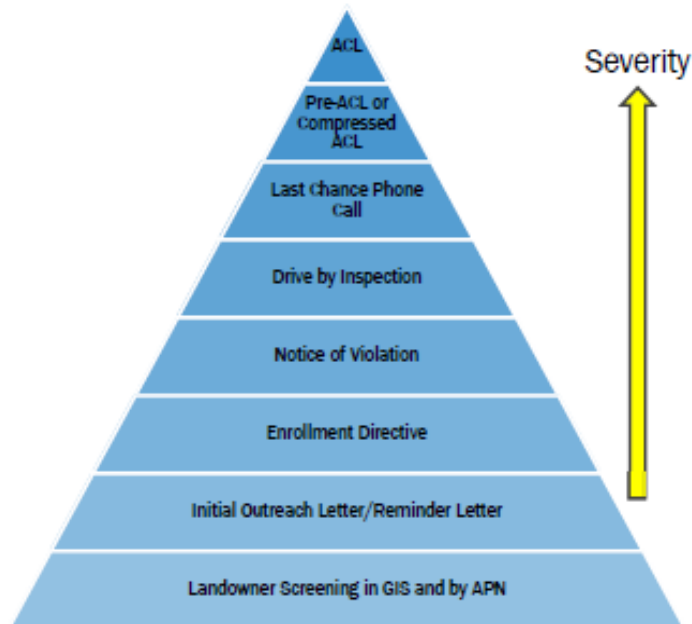 ACL
Severity
Pre-ACL or
Compressed
ACL
Last Chance Phone
Call
Drive by Inspection
Notice of Violation
Enrollment Directive
Initial Outreach Letter/Reminder Letter
Landowner Screening in GIS and by APN